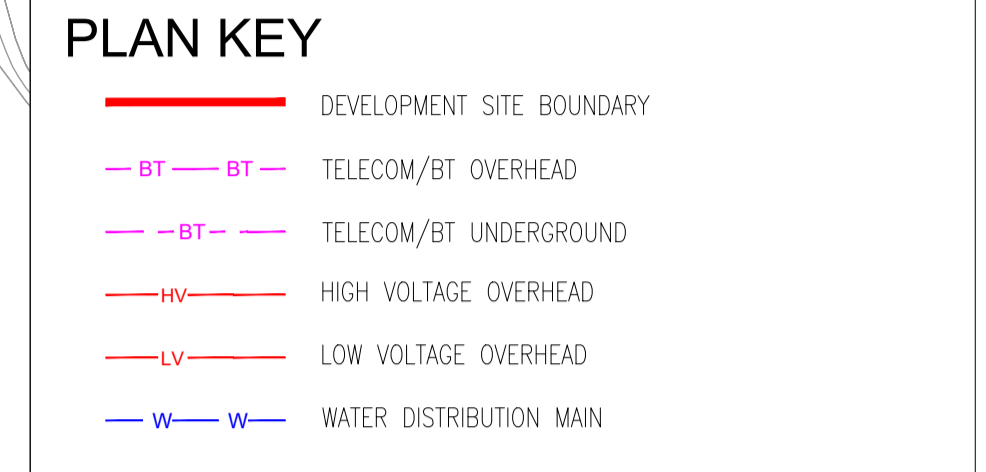 PLAN KEY
DEVELOPMENT SITE BOUNDARY
BT BT TELECOM/BT OVERHEAD
BT TELECOM/BT UNDERGROUND
HV HIGH VOLTAGE OVERHEAD
LV LOW VOLTAGE OVERHEAD
W W WATER DISTRIBUTION MAIN